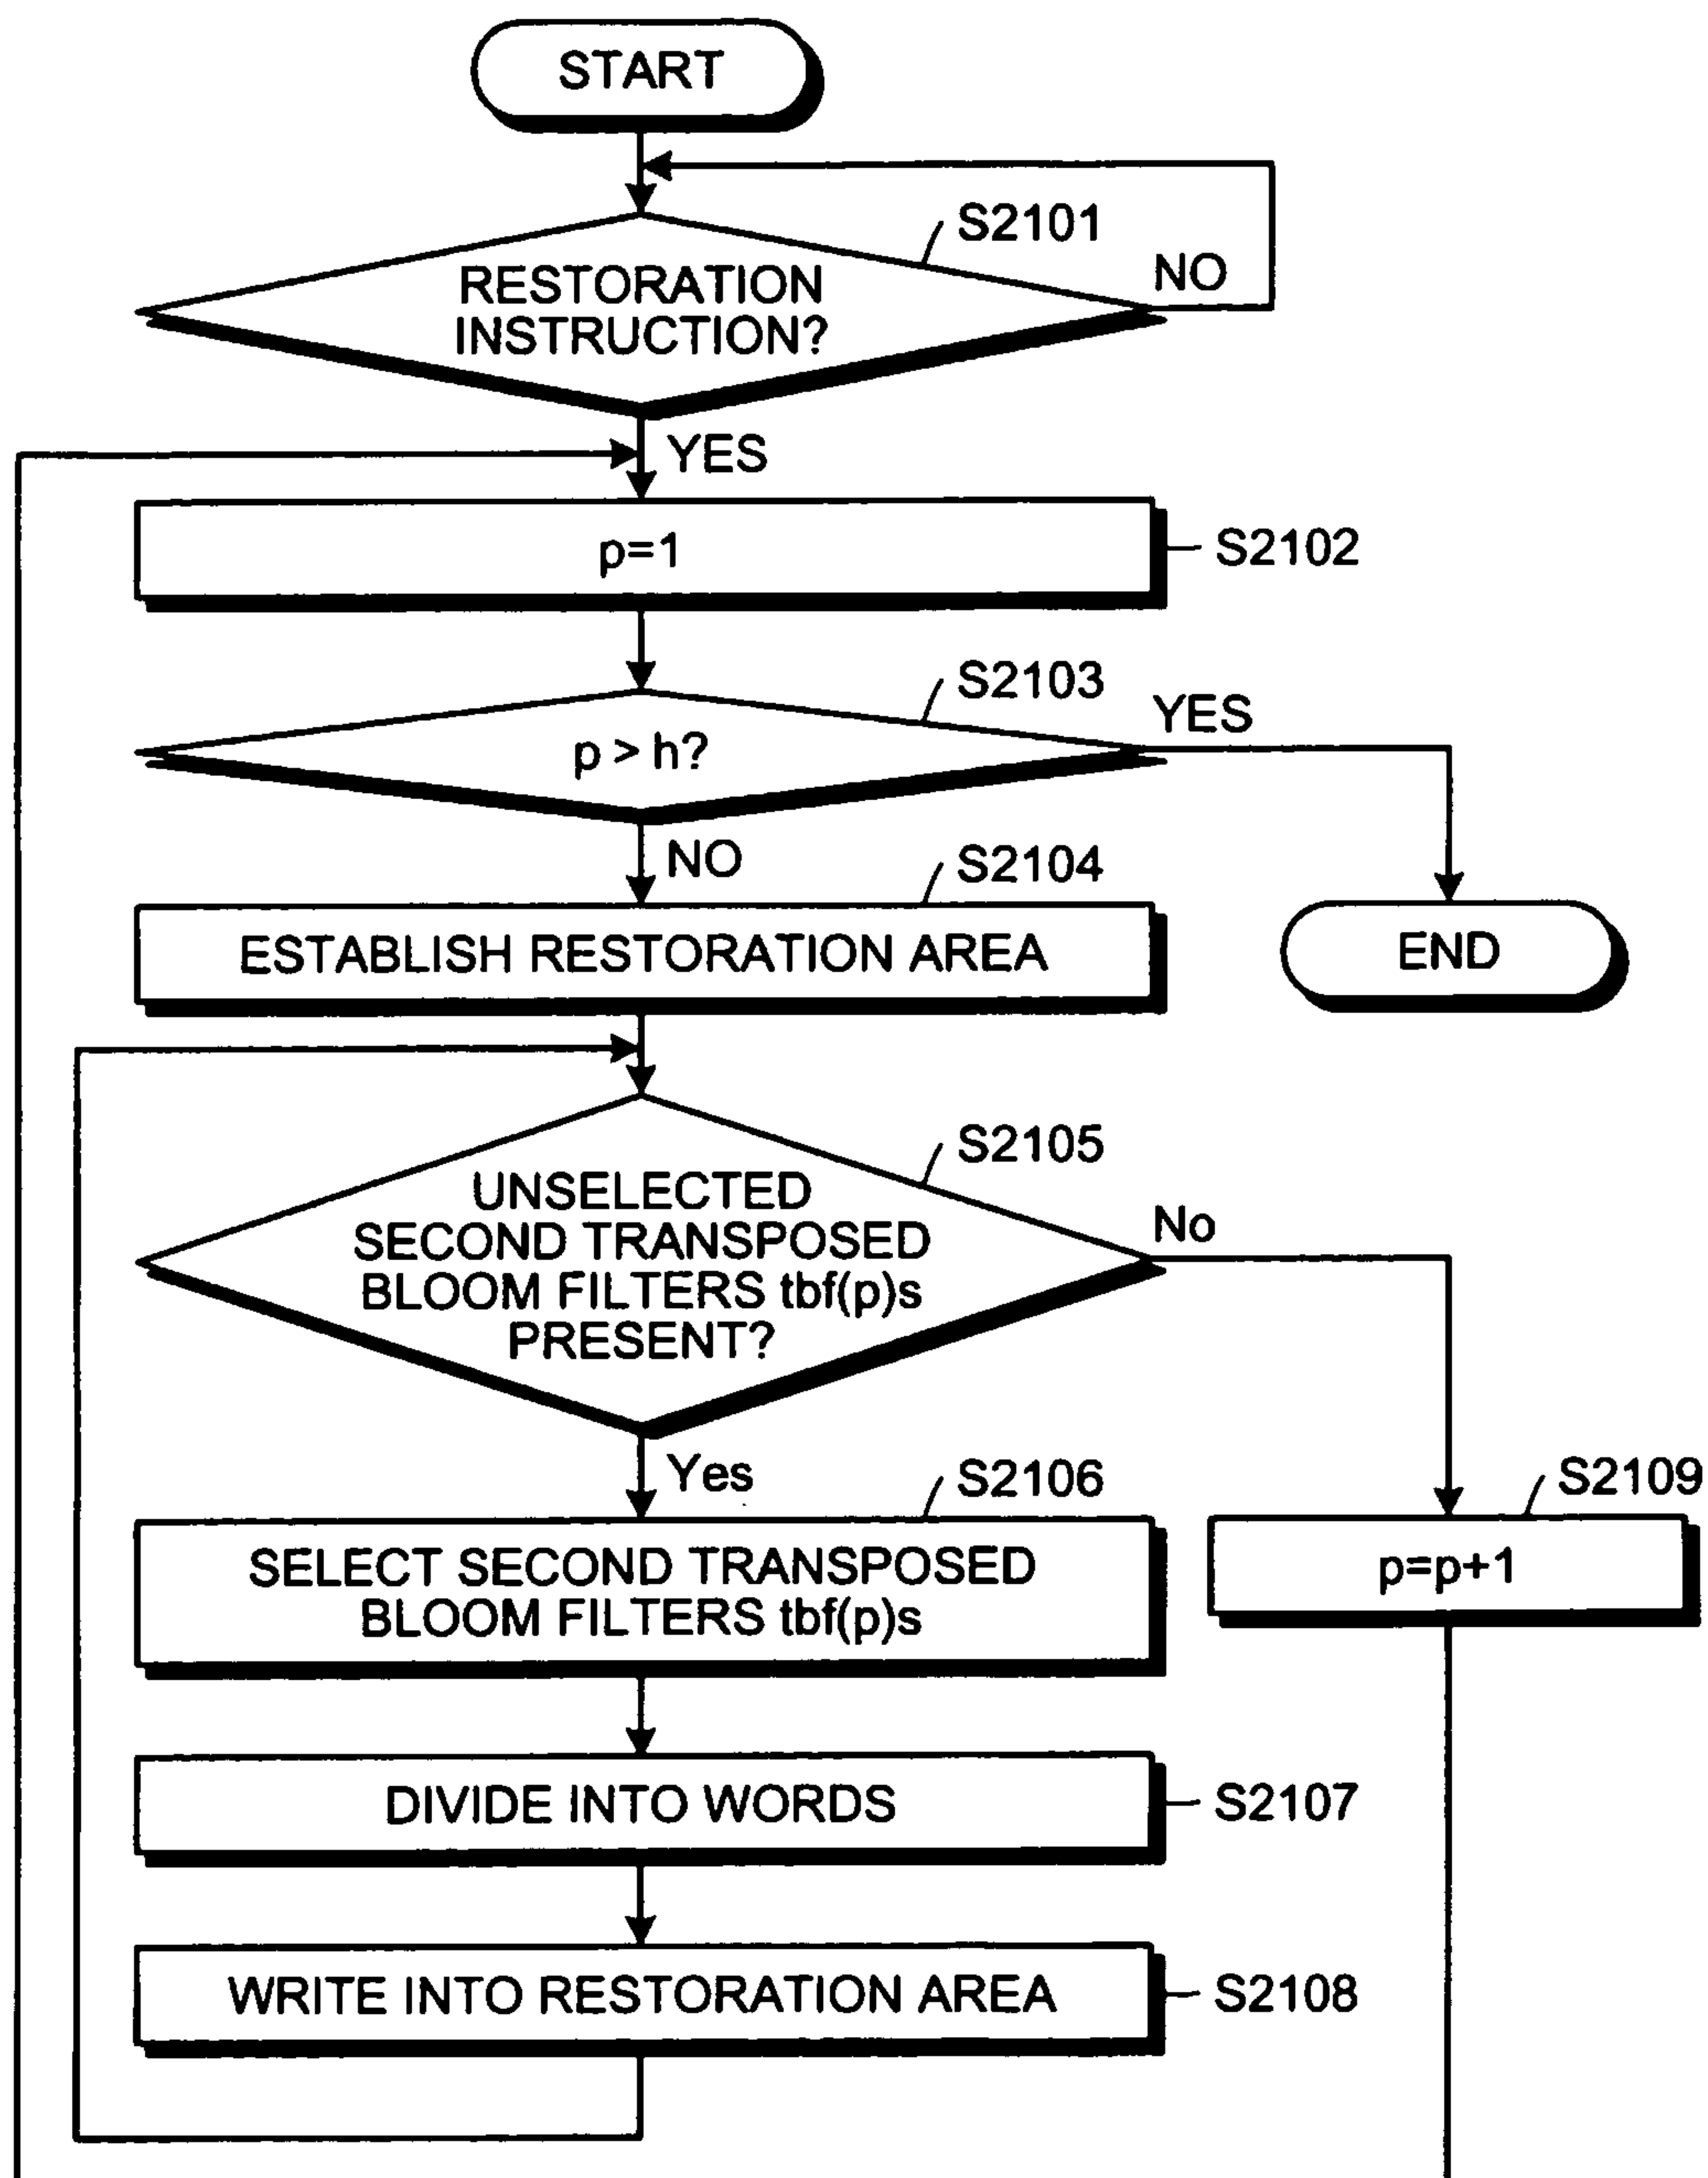 START
S2101
NO
RESTORATION
INSTRUCTION?
YES
p=1
S2102
S2103
YES
p > h?
NO
S2104
ESTABLISH RESTORATION AREA
END
S2105
UNSELECTED
SECOND TRANSPOSED
BLOOM FILTERS tbf(p)s
PRESENT?
No
Yes
S2106
S2109
SELECT SECOND TRANSPOSED
BLOOM FILTERS tbf(p)s
p=p+1
DIVIDE INTO WORDS
S2107
WRITE INTO RESTORATION AREA
S2108